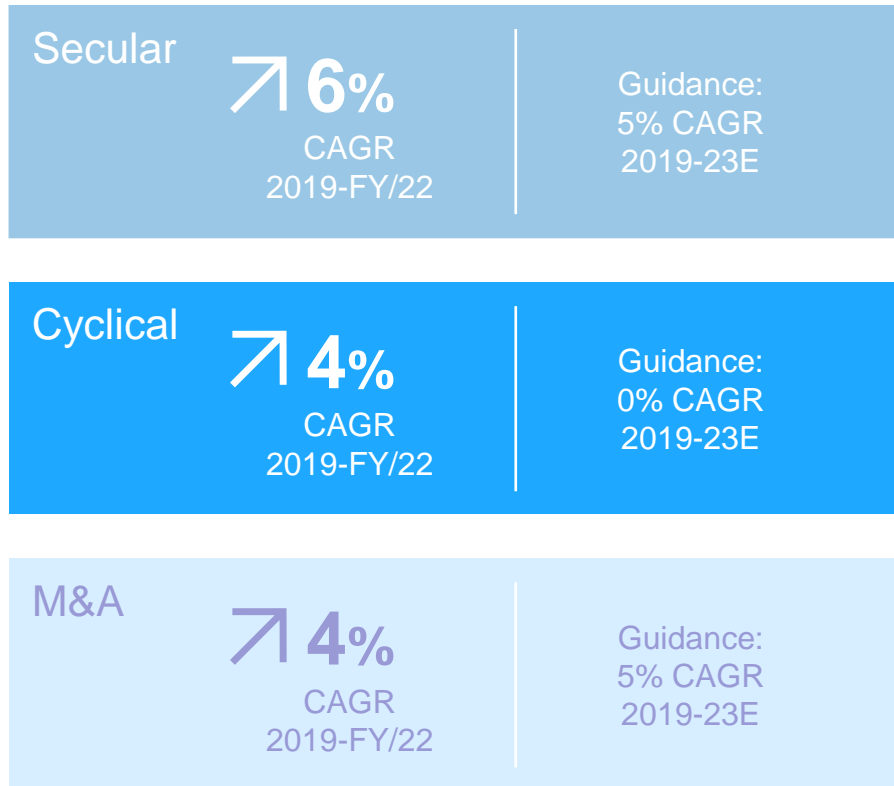 Secular
6%
CAGR
2019-FY/22
Guidance:
5% CAGR
2019-23E
Cyclical
4%
CAGR
2019-FY/22
Guidance:
0% CAGR
2019-23E
M&A
4%
CAGR
2019-FY/22
Guidance:
5% CAGR
2019-23E